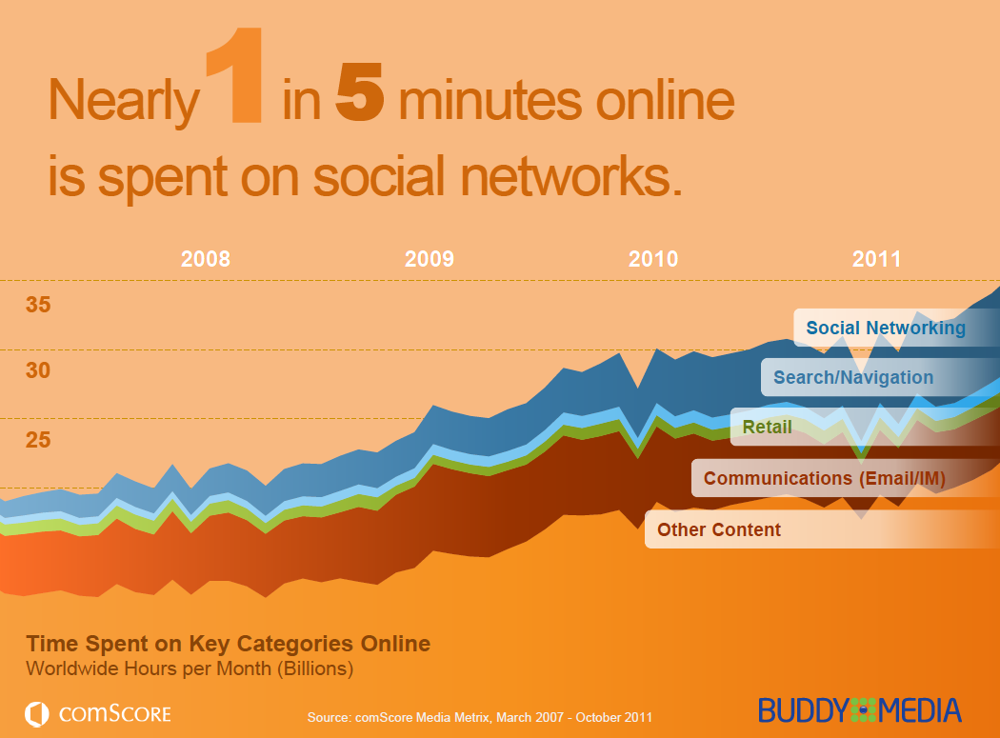 Nearly 1 in 5 minutes online
is spent on social networks.
2008 2009 2010 2011
35
30
25
Social Networking
Search/Navigation
Retail
Communications (Email/IM)
Other Content
Time Spent on Key Categories Online
Worldwide Hours per Month (Billions)
comScore
Source: comScore Media Metrix, March 2007 - October 2011
BUDDY MEDIA